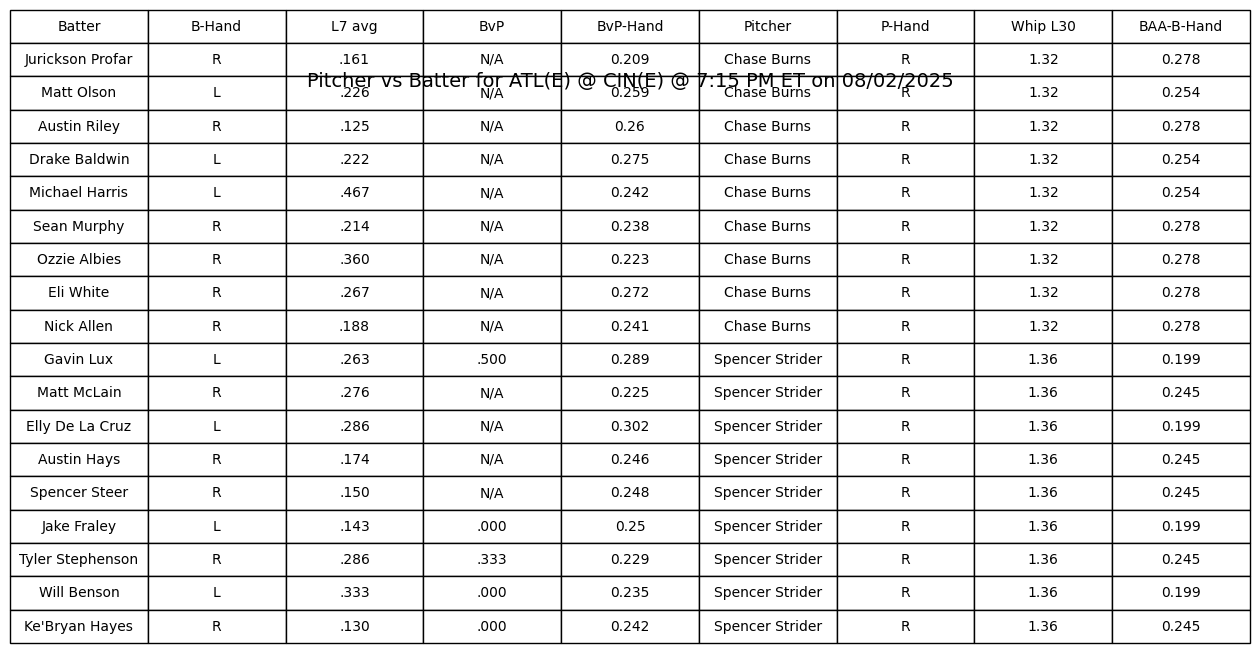 Batter B-Hand L7 avg BvP BvP-Hand Pitcher P-Hand Whip L30 BAA-B-Hand
Jurickson Profar R .161 N/A 0.209 Chase Burns R 1.32 0.278
Pitcher vs Batter for ATL(E) @ CIN(E) @ 7:15 PM ET on 08/02/2025
Matt Olson L .226 N/A 0.259 Chase Burns R 1.32 0.254
Austin Riley R .125 N/A 0.26 Chase Burns R 1.32 0.278
Drake Baldwin L .222 N/A 0.275 Chase Burns R 1.32 0.254
Michael Harris L .467 N/A 0.242 Chase Burns R 1.32 0.254
Sean Murphy R .214 N/A 0.238 Chase Burns R 1.32 0.278
Ozzie Albies R .360 N/A 0.223 Chase Burns R 1.32 0.278
Eli White R .267 N/A 0.272 Chase Burns R 1.32 0.278
Nick Allen R .188 N/A 0.241 Chase Burns R 1.32 0.278
Gavin Lux L .263 .500 0.289 Spencer Strider R 1.36 0.199
Matt McLain R .276 N/A 0.225 Spencer Strider R 1.36 0.245
Elly De La Cruz L .286 N/A 0.302 Spencer Strider R 1.36 0.199
Austin Hays R .174 N/A 0.246 Spencer Strider R 1.36 0.245
Spencer Steer R .150 N/A 0.248 Spencer Strider R 1.36 0.245
Jake Fraley L .143 .000 0.25 Spencer Strider R 1.36 0.199
Tyler Stephenson R .286 .333 0.229 Spencer Strider R 1.36 0.245
Will Benson L .333 .000 0.235 Spencer Strider R 1.36 0.199
Ke'Bryan Hayes R .130 .000 0.242 Spencer Strider R 1.36 0.245